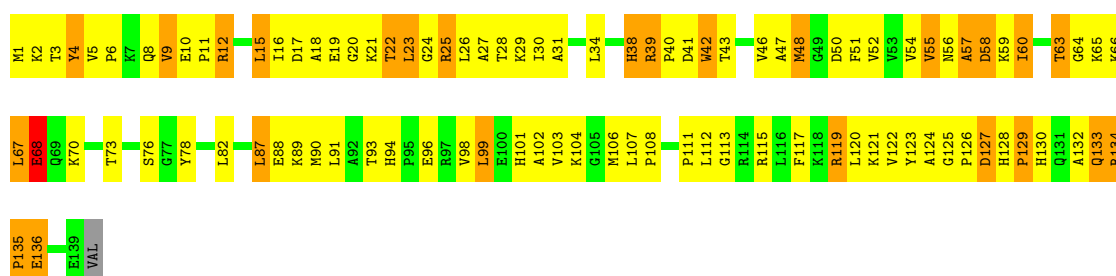 M1 K2 T3 Y4 V5 P6 K7 Q8 V9 E10 P11 R12 L15 I16 D17 A18 E19 G20 K21 T22 L23 G24 R25 L26 A27 T28 K29 I30 A31 L34 H38 R39 P40 D41 W42 T43 V46 A47 M48 G49 D50 F51 V52 V53 V54 V55 N56 A57 D58 K59 I60 T63 G64 K65 K66
L67 E68 Q69 K70 T73 S76 G77 Y78 L82 L87 E88 K89 M90 L91 A92 T93 H94 P95 E96 R97 V98 L99 E100 H101 A102 V103 K104 G105 M106 L107 P108 P111 L112 G113 R114 R115 L116 F117 K118 R119 L120 K121 V122 Y123 A124 G125 P126 D127 H128 P129 H130 Q131 A132 Q133
P135 E136 E139 VAL